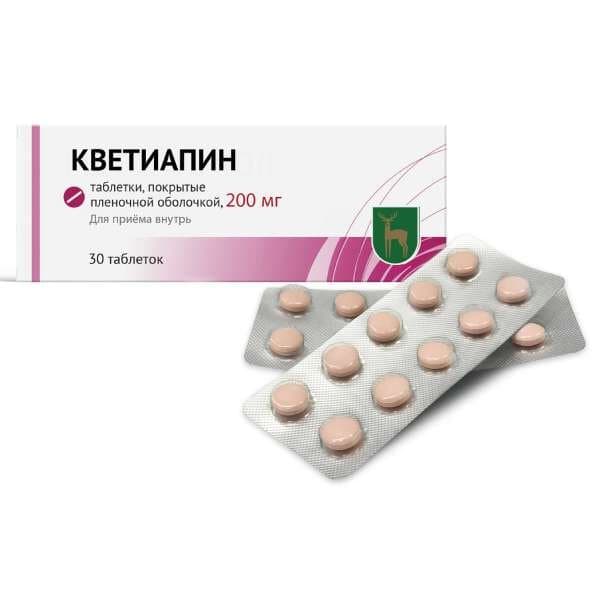 КВЕТИАПИН
таблетки, покрытые
пленочной оболочкой, 200 мг
Для приёма внутрь
30 таблеток